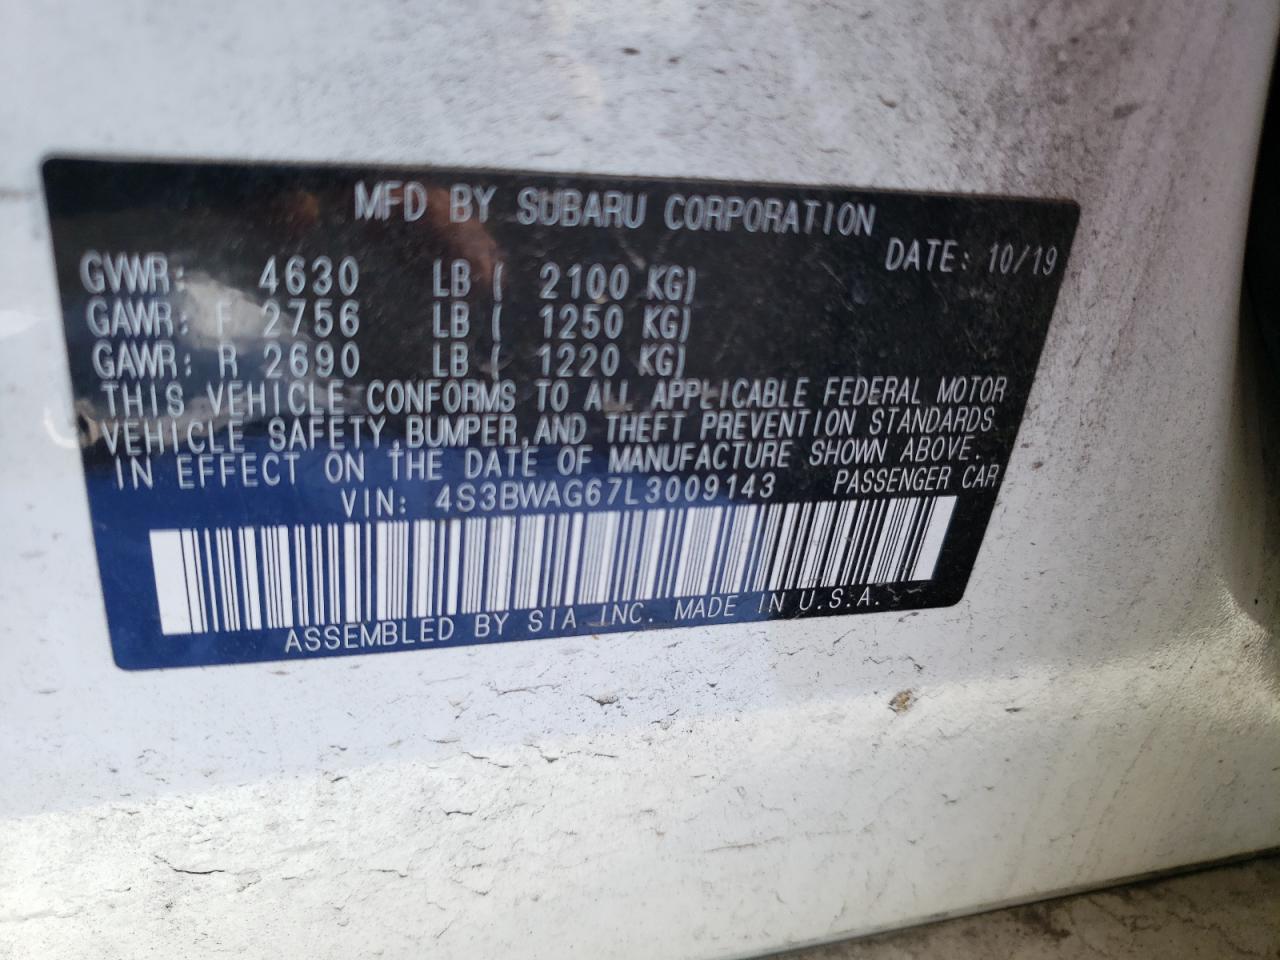 MFD BY SUBARU CORPORATION
DATE: 10/19
GVWR: 4630 LB ( 2100 KG)
GAWR: F 2756 LB ( 1250 KG)
GAWR: R 2690 LB ( 1220 KG)
THIS VEHICLE CONFORMS TO ALL APPLICABLE FEDERAL MOTOR
VEHICLE SAFETY,BUMPER,AND THEFT PREVENTION STANDARDS
IN EFFECT ON THE DATE OF MANUFACTURE SHOWN ABOVE.
VIN: 4S3BWAG67L3009143 PASSENGER CAR
ASSEMBLED BY SIA INC. MADE IN U.S.A.